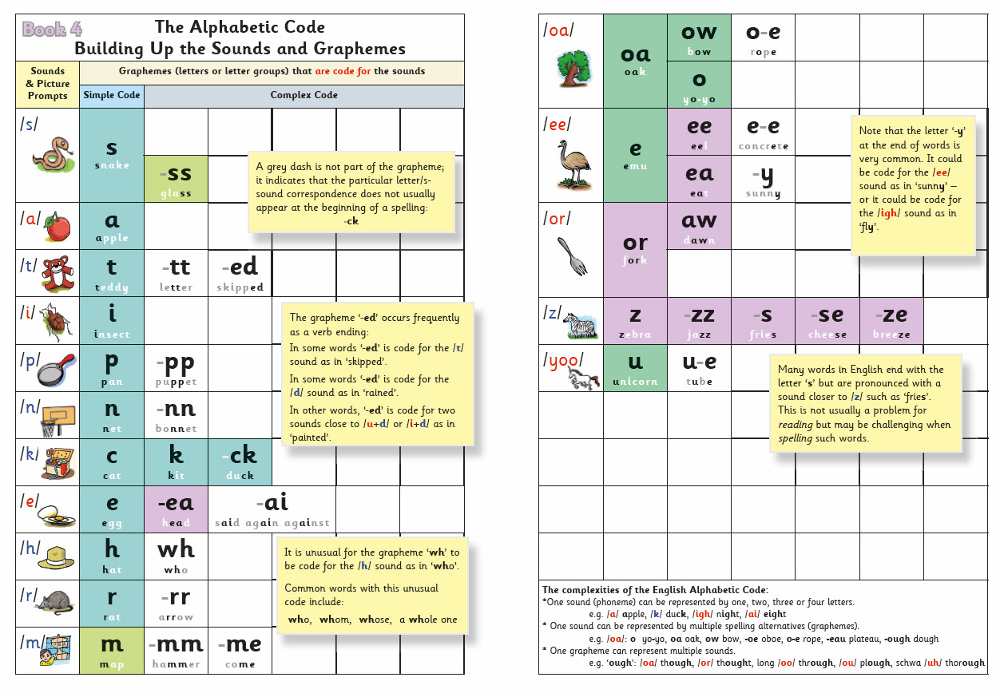 Book 4
The Alphabetic Code
Building Up the Sounds and Graphemes
Sounds
& Picture
Prompts
Graphemes (letters or letter groups) that are code for the sounds
Simple Code
Complex Code
/s/
s
snake
-ss
glass
A grey dash is not part of the grapheme;
it indicates that the particular letter/s-
sound correspondence does not usually
appear at the beginning of a spelling:
-ck
/a/
a
apple
/t/
t
teddy
-tt
letter
-ed
skipped
/i/
i
insect
The grapheme ‘-ed’ occurs frequently
as a verb ending:
In some words ‘-ed’ is code for the /t/
sound as in ‘skipped’.
In some words ‘-ed’ is code for the
/d/ sound as in ‘rained’.
In other words, ‘-ed’ is code for two
sounds close to /u+d/ or /i+d/ as in
‘painted’.
/p/
p
pan
-pp
puppet
/n/
n
net
-nn
bonnet
/k/
c
cat
k
kit
-ck
duck
/e/
e
egg
-ea
head
-ai
said again against
/h/
h
hat
wh
who
It is unusual for the grapheme ‘wh’ to
be code for the /h/ sound as in ‘who’.
Common words with this unusual
code include:
who, whom, whose, a whole one
/r/
r
rat
-rr
arrow
/m/
m
map
-mm
hammer
-me
come
/oa/
oa
oak
ow
bow
o-e
rope
o
yo-yo
/ee/
e
emu
ee
eel
e-e
concrete
ea
eat
-y
sunny
Note that the letter ‘-y’
at the end of words is
very common. It could
be code for the /ee/
sound as in ‘sunny’ –
or it could be code for
the /igh/ sound as in
‘fly’.
/or/
or
fork
aw
dawn
/z/
z
zebra
-zz
jazz
-s
fries
-se
cheese
-ze
breeze
/yoo/
u
unicorn
u-e
tube
Many words in English end with the
letter ‘s’ but are pronounced with a
sound closer to /z/ such as ‘fries’.
This is not usually a problem for
reading but may be challenging when
spelling such words.
The complexities of the English Alphabetic Code:
*One sound (phoneme) can be represented by one, two, three or four letters.
e.g. /a/ apple, /k/ duck, /igh/ night, /ai/ eight
* One sound can be represented by multiple spelling alternatives (graphemes).
e.g. /oa/: o yo-yo, oa oak, ow bow, -oe oboe, o-e rope, -eau plateau, -ough dough
* One grapheme can represent multiple sounds.
e.g. ‘ough’: /oa/ though, /or/ thought, long /oo/ through, /ou/ plough, schwa /uh/ thorough